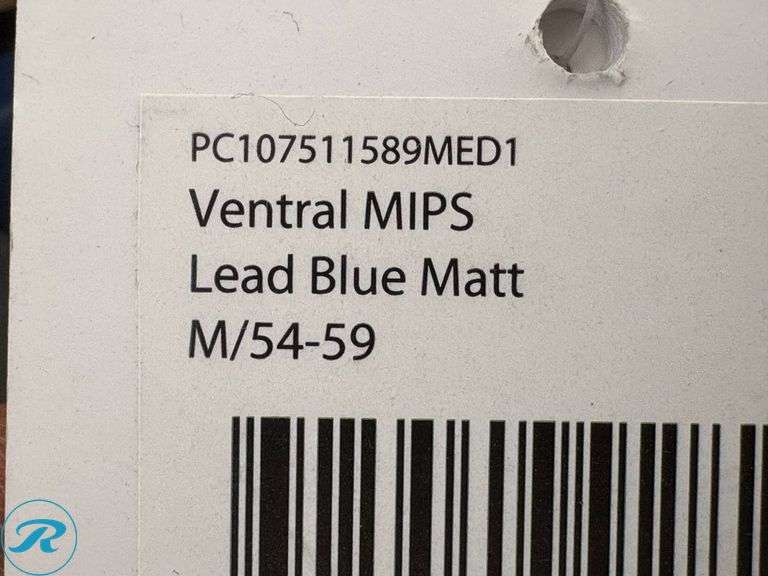 PC107511589MED1
Ventral MIPS
Lead Blue Matt
M/54-59
R